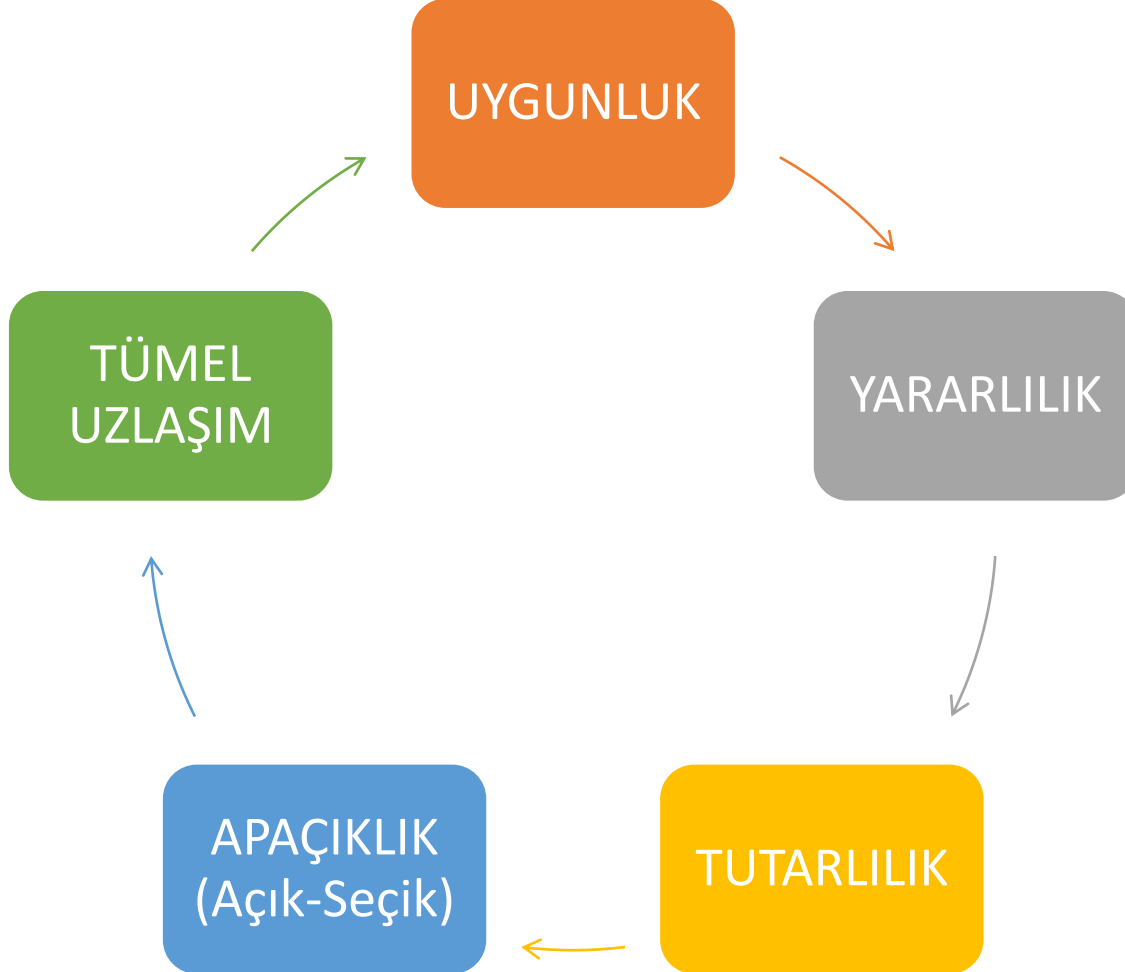 UYGUNLUK
YARARLILIK
TUTARLILIK
APAÇIKLIK
(Açık-Seçik)
TÜMEL
UZLAŞIM